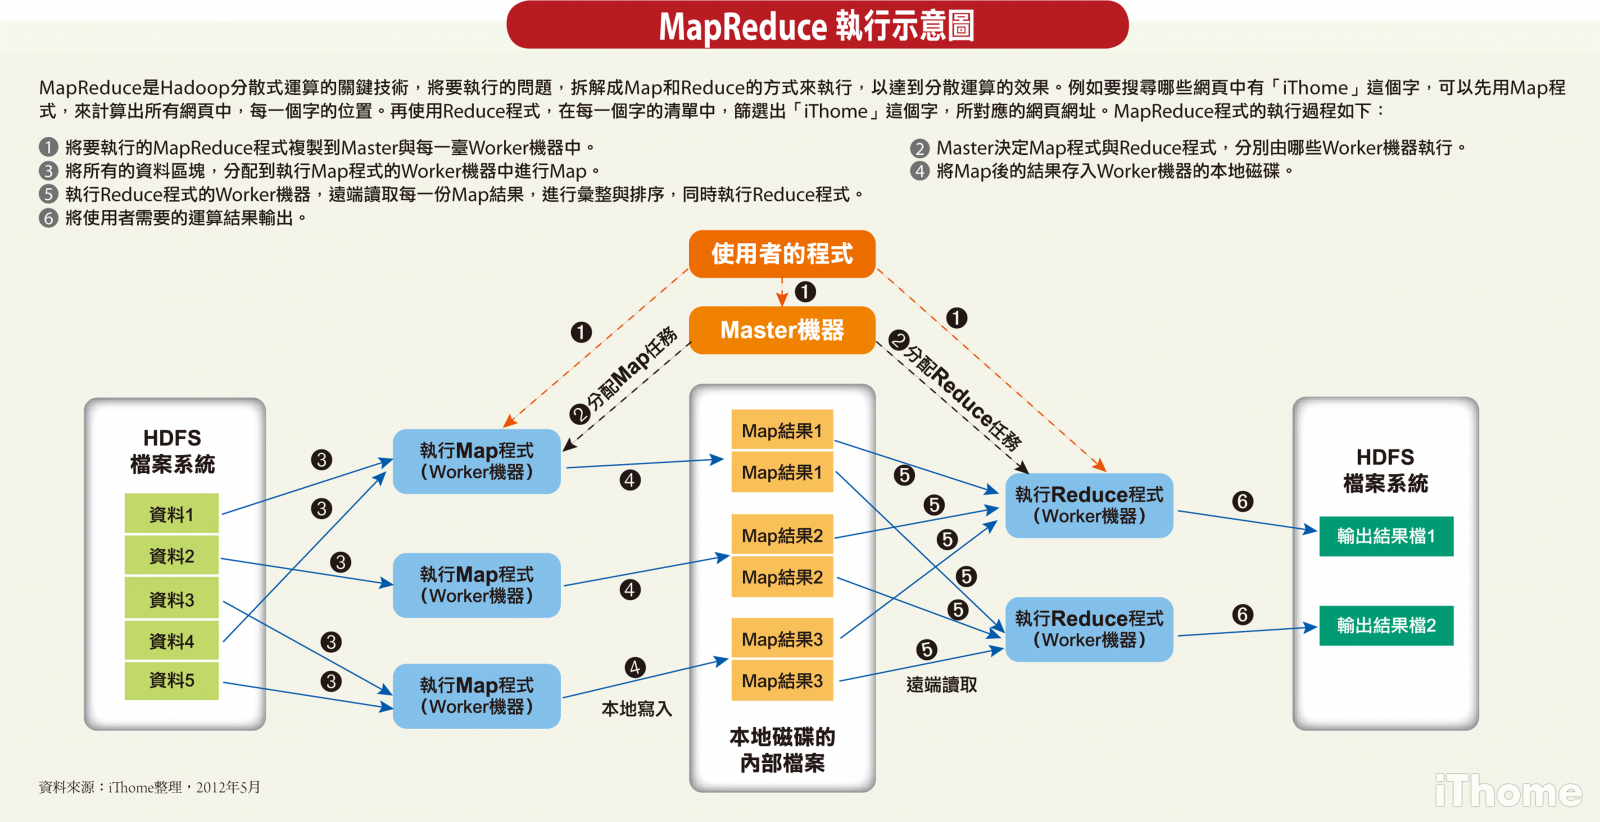 MapReduce 執行示意圖
MapReduce是Hadoop分散式運算的關鍵技術，將要執行的問題，拆解成Map和Reduce的方式來執行，以達到分散運算的效果。例如要搜尋哪些網頁中有「iThome」這個字，可以先用Map程
式，來計算出所有網頁中，每一個字的位置。再使用Reduce程式，在每一個字的清單中，篩選出「iThome」這個字，所對應的網頁網址。MapReduce程式的執行過程如下：
❶ 將要執行的MapReduce程式複製到Master與每一臺Worker機器中。
❷ Master決定Map程式與Reduce程式，分別由哪些Worker機器執行。
❸ 將所有的資料區塊，分配到執行Map程式的Worker機器中進行Map。
❹ 將Map後的結果存入Worker機器的本地磁碟。
❺ 執行Reduce程式的Worker機器，遠端讀取每一份Map結果，進行彙整與排序，同時執行Reduce程式。
❻ 將使用者需要的運算結果輸出。
使用者的程式
❶
❶
❶
Master機器
❷分配Map任務
❷分配Reduce任務
HDFS
檔案系統
資料1
資料2
資料3
資料4
資料5
❸
❸
❸
❸
❸
執行Map程式
（Worker機器）
執行Map程式
（Worker機器）
執行Map程式
（Worker機器）
❹
❹
❹
本地寫入
Map結果1
Map結果1
Map結果2
Map結果2
Map結果3
Map結果3
本地磁碟的
內部檔案
❺
❺
❺
❺
❺
❺
遠端讀取
執行Reduce程式
（Worker機器）
執行Reduce程式
（Worker機器）
❻
❻
HDFS
檔案系統
輸出結果檔1
輸出結果檔2
資料來源：iThome整理，2012年5月
iThome